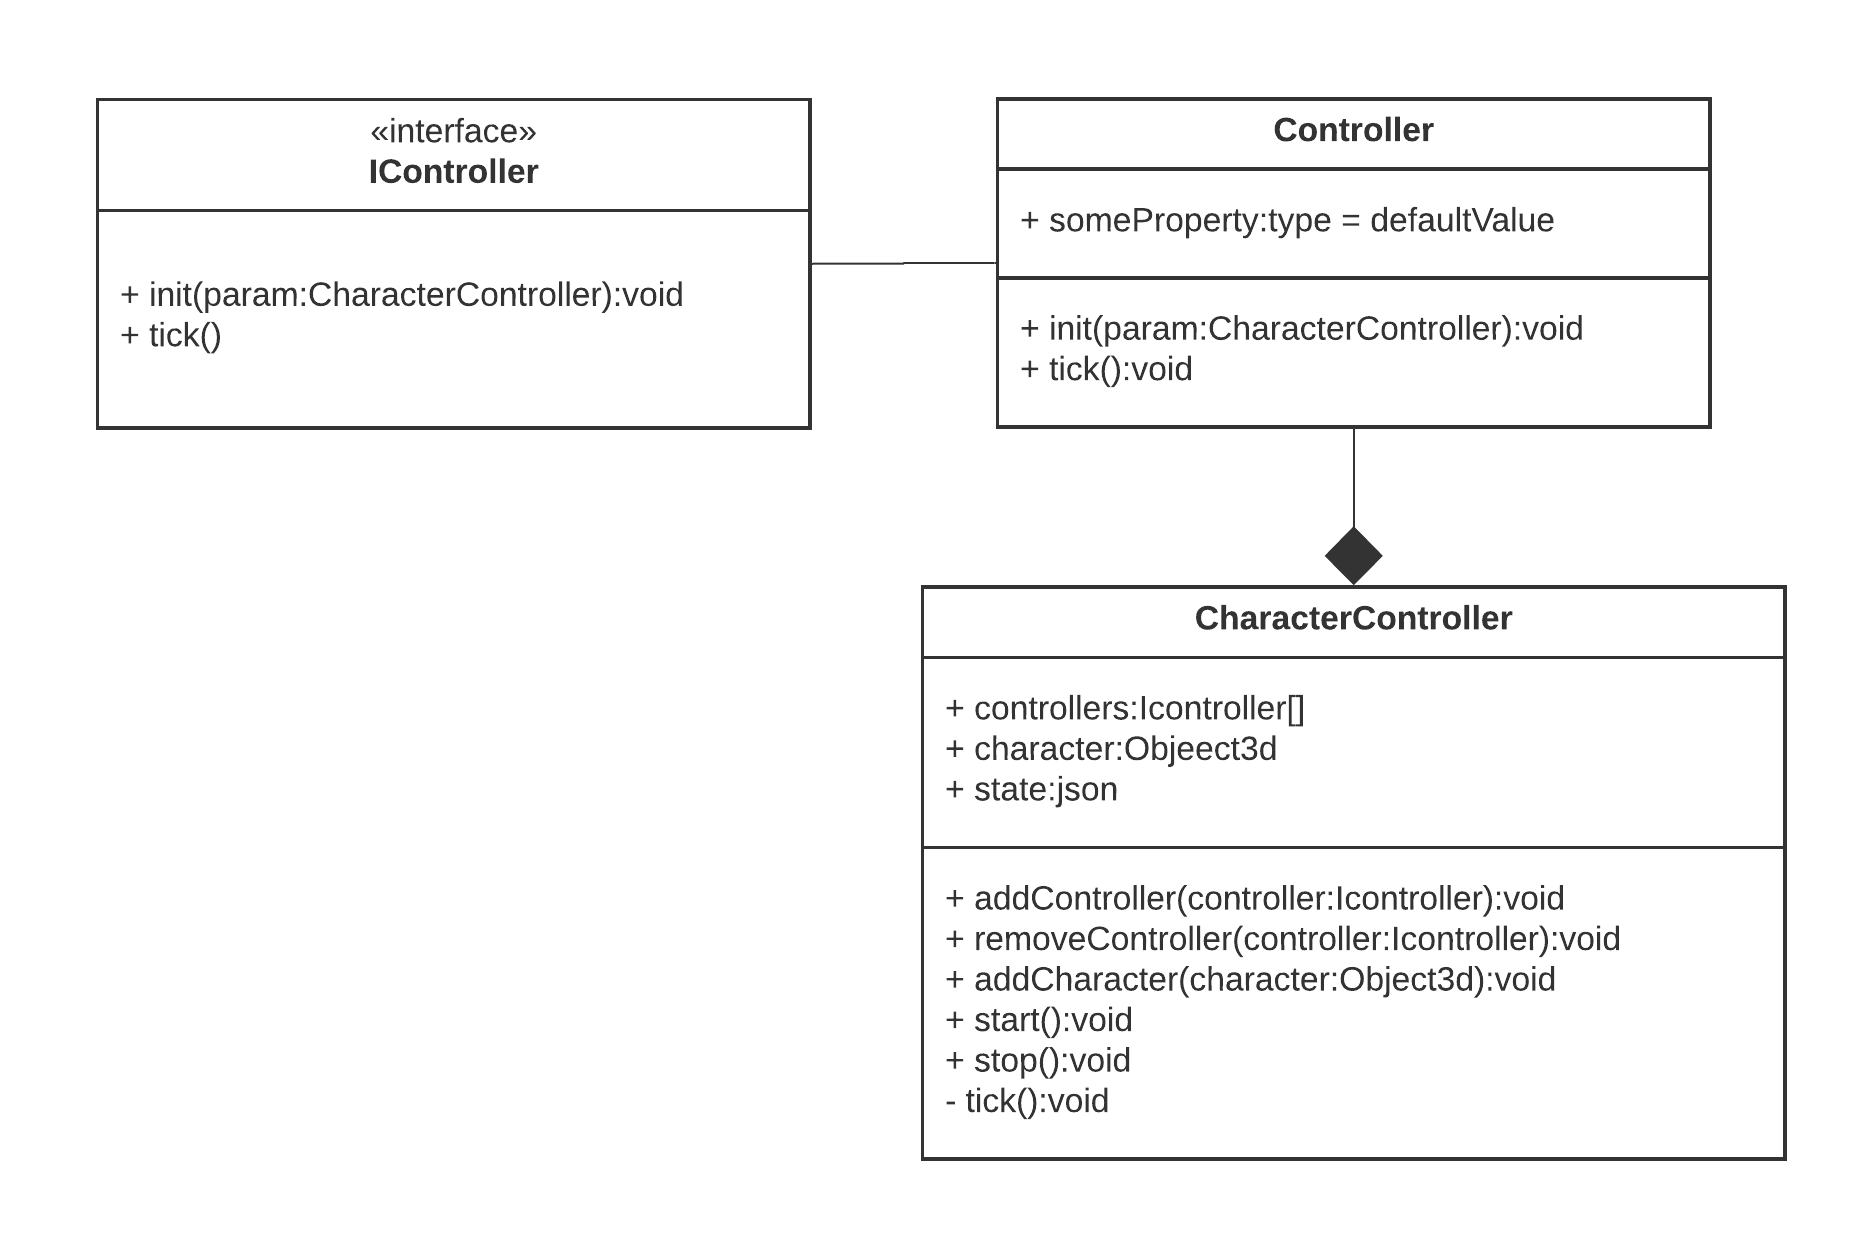 «interface»
IController
+ init(param:CharacterController):void
+ tick()
Controller
+ someProperty:type = defaultValue
+ init(param:CharacterController):void
+ tick():void
CharacterController
+ controllers:Icontroller[]
+ character:Objeect3d
+ state:json
+ addController(controller:Icontroller):void
+ removeController(controller:Icontroller):void
+ addCharacter(character:Object3d):void
+ start():void
+ stop():void
- tick():void